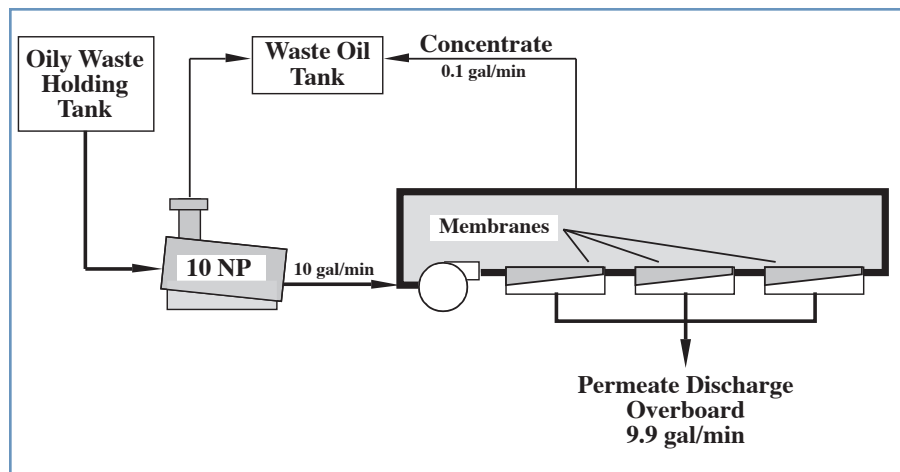 Oily Waste
Holding
Tank
Waste Oil
Tank
Concentrate
0.1 gal/min
Membranes
10 NP
10 gal/min
Permeate Discharge
Overboard
9.9 gal/min